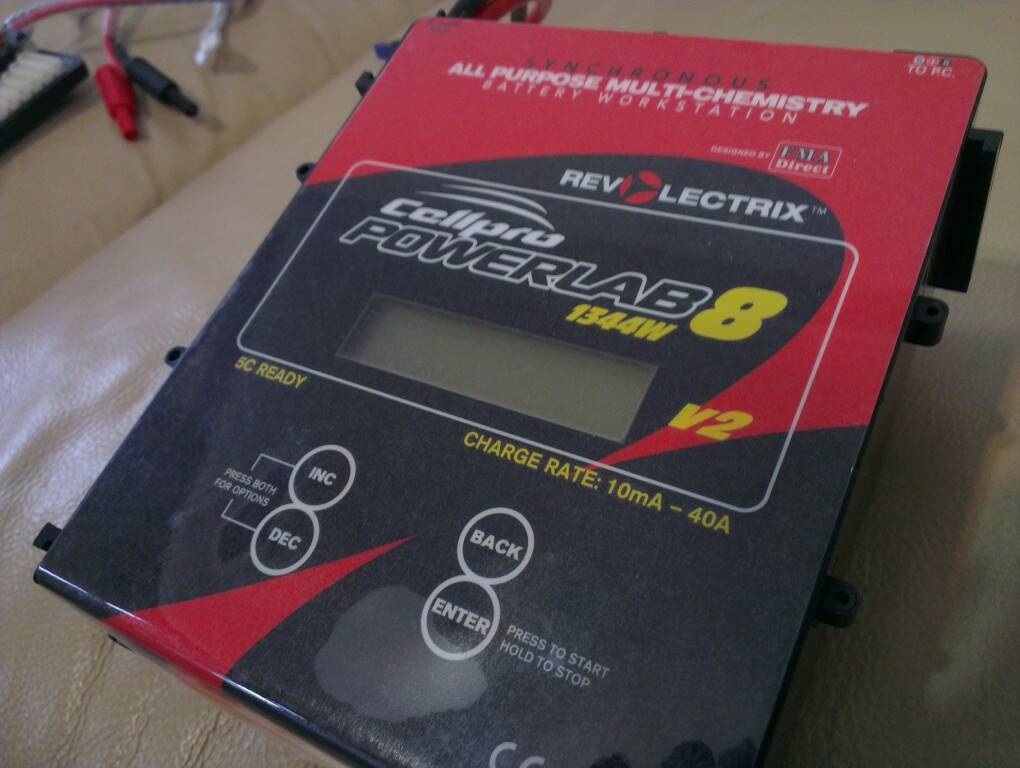 TO P.C.
SYNCHRONOUS
ALL PURPOSE MULTI-CHEMISTRY
BATTERY WORKSTATION
DESIGNED BY FMA Direct
REVOLECTRIX™
Cellpro
POWERLAB 8
1344W
V2
5C READY
CHARGE RATE: 10mA – 40A
PRESS BOTH
FOR OPTIONS
INC
DEC
BACK
ENTER
PRESS TO START
HOLD TO STOP
CE